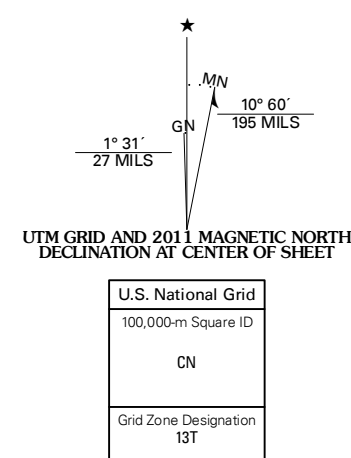 ★
MN
GN
10° 60´
195 MILS
1° 31´
27 MILS
UTM GRID AND 2011 MAGNETIC NORTH
DECLINATION AT CENTER OF SHEET
U.S. National Grid
100,000-m Square ID
CN
Grid Zone Designation
13T